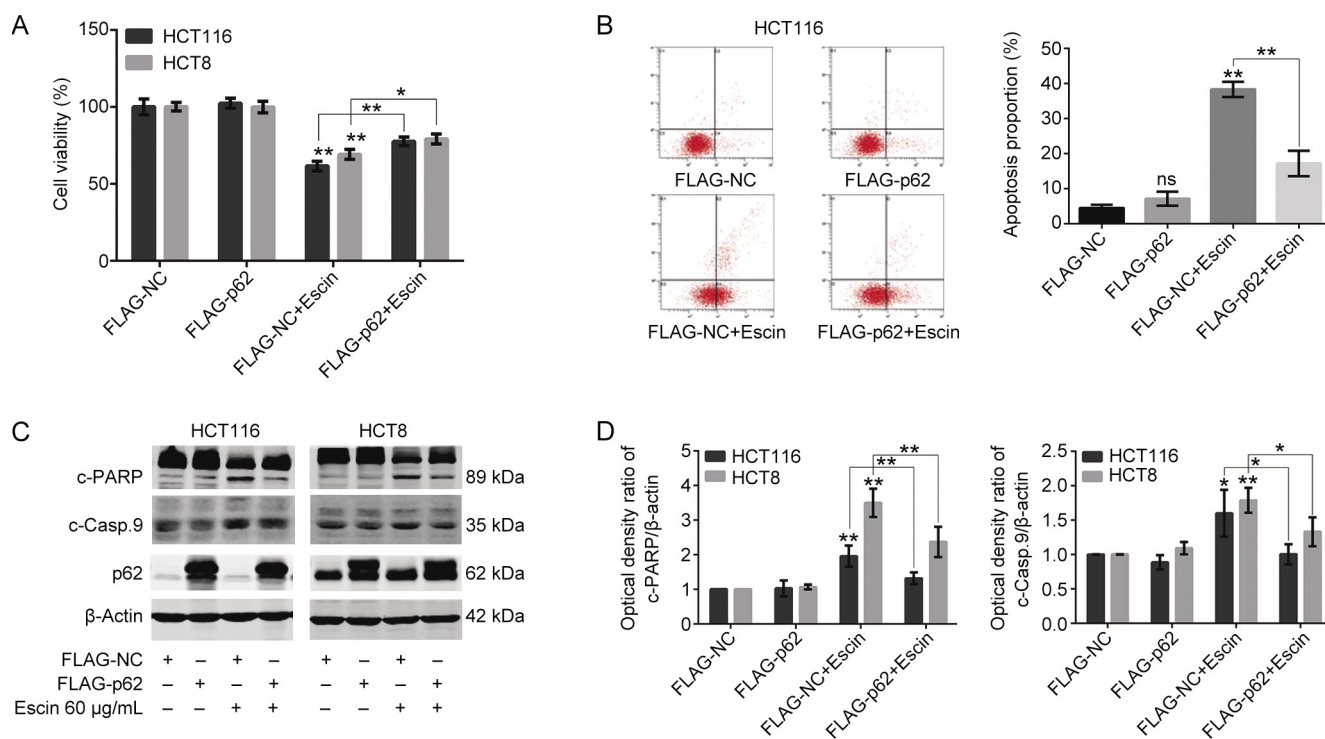 A
Cell viability (%)
150
100
50
0
HCT116
HCT8
** ** ** *
FLAG-NC
FLAG-p62
FLAG-NC+Escin
FLAG-p62+Escin
B
HCT116
FLAG-NC
FLAG-p62
FLAG-NC+Escin
FLAG-p62+Escin
Apoptosis proportion (%)
50
40
30
20
10
0
ns
**
**
FLAG-NC
FLAG-p62
FLAG-NC+Escin
FLAG-p62+Escin
C
HCT116 HCT8
c-PARP 89 kDa
c-Casp.9 35 kDa
p62 62 kDa
β-Actin 42 kDa
FLAG-NC + – + – + – + –
FLAG-p62 – + – + – + – +
Escin 60 μg/mL – – + + – – + +
D
Optical density ratio of
c-PARP/β-actin
5
4
3
2
1
0
HCT116
HCT8
** ** ** **
FLAG-NC
FLAG-p62
FLAG-NC+Escin
FLAG-p62+Escin
Optical density ratio of
c-Casp.9/β-actin
2.5
2.0
1.5
1.0
0.5
0.0
HCT116
HCT8
* ** * *
FLAG-NC
FLAG-p62
FLAG-NC+Escin
FLAG-p62+Escin